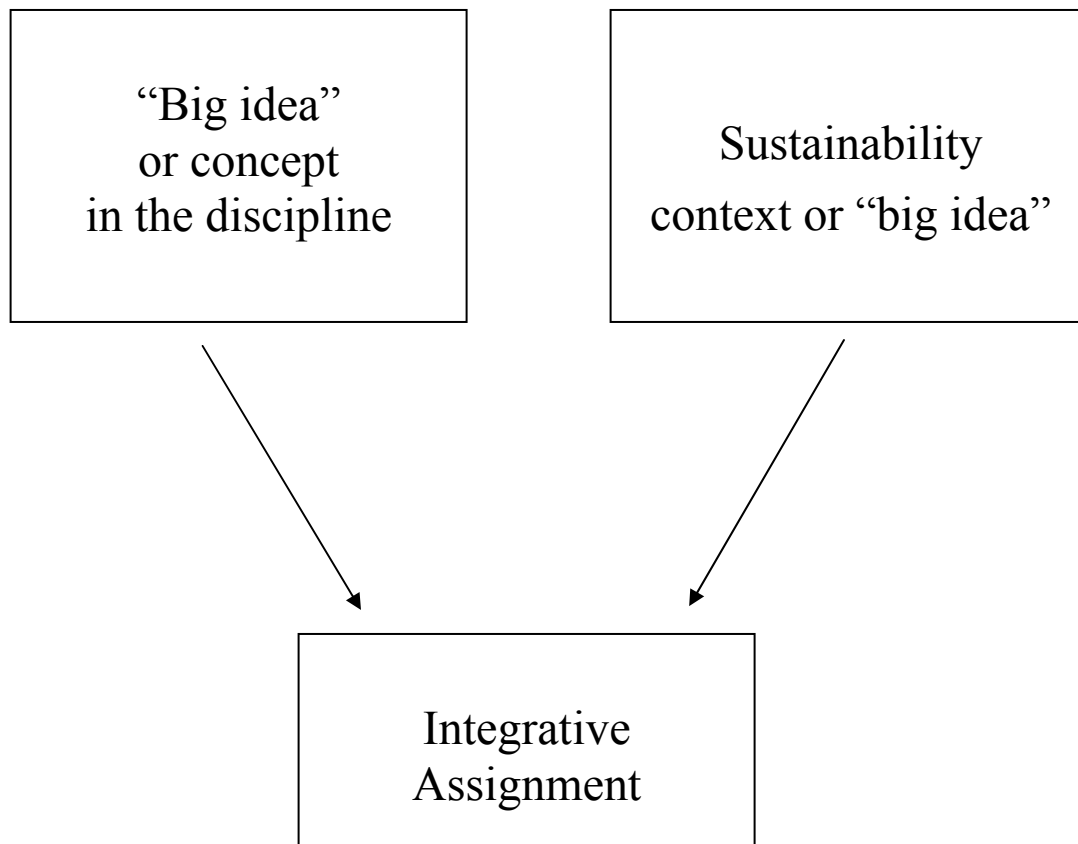 “Big idea”
or concept
in the discipline
Sustainability
context or “big idea”
Integrative
Assignment